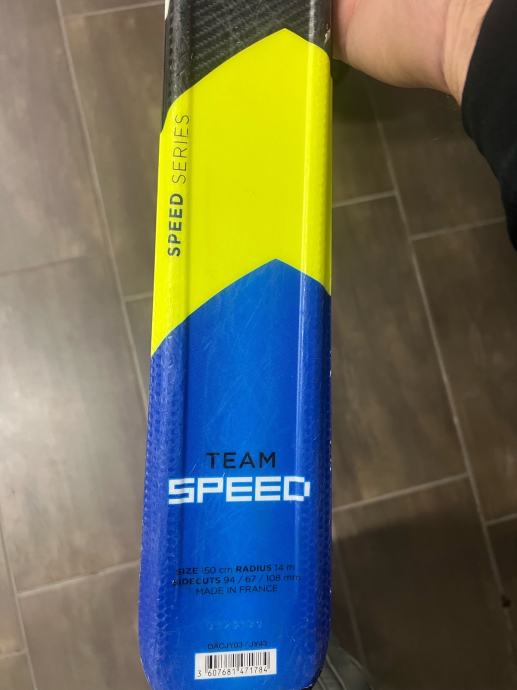 SPEED SERIES
TEAM
SPEED
SIZE 150 cm RADIUS 14 m
SIDECUTS 94 / 67 / 108 mm
MADE IN FRANCE
3 607681 471784